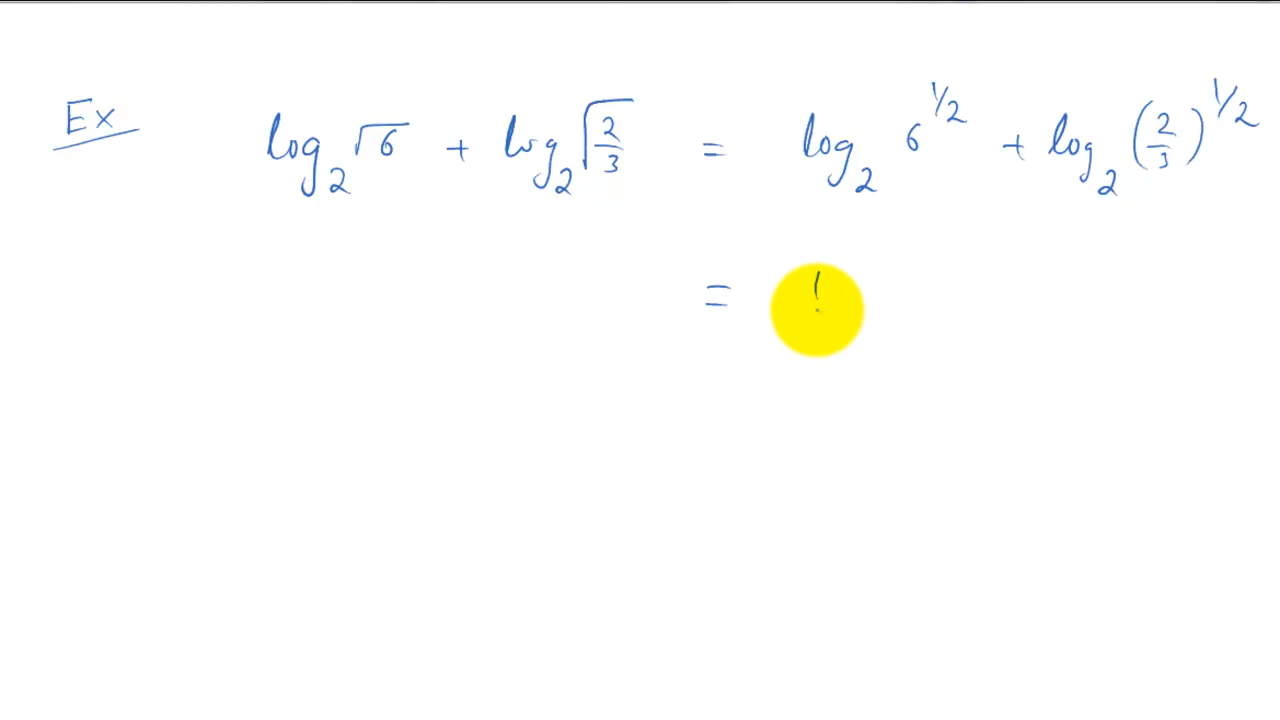 Ex log₂ √6 + log₂ √(2/3) = log₂ 6^(1/2) + log₂ (2/3)^(1/2)
=